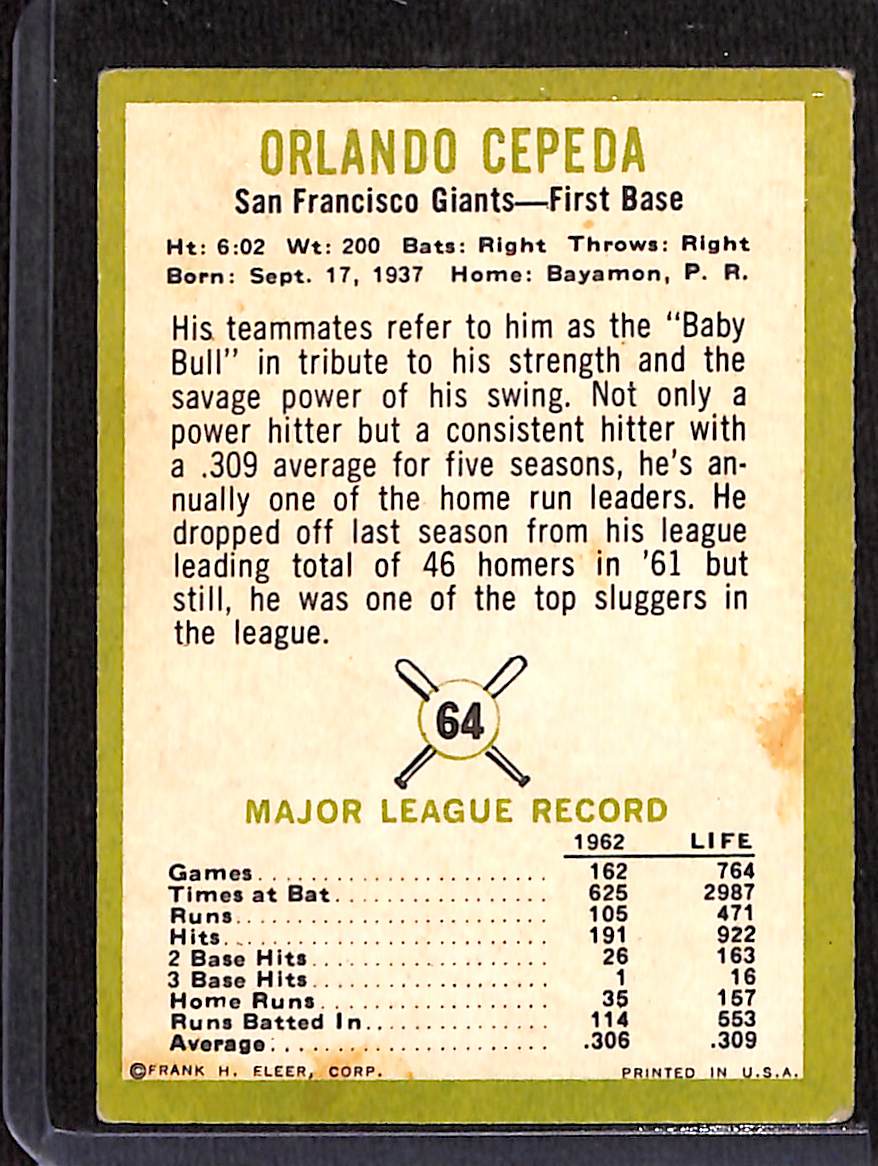 ORLANDO CEPEDA
San Francisco Giants—First Base
Ht: 6:02 Wt: 200 Bats: Right Throws: Right
Born: Sept. 17, 1937 Home: Bayamon, P. R.
His teammates refer to him as the "Baby
Bull" in tribute to his strength and the
savage power of his swing. Not only a
power hitter but a consistent hitter with
a .309 average for five seasons, he's an-
nually one of the home run leaders. He
dropped off last season from his league
leading total of 46 homers in '61 but
still, he was one of the top sluggers in
the league.
64
MAJOR LEAGUE RECORD
1962 LIFE
Games 162 764
Times at Bat 625 2987
Runs 105 471
Hits 191 922
2 Base Hits 26 163
3 Base Hits 1 16
Home Runs 35 157
Runs Batted In 114 553
Average .306 .309
©FRANK H. FLEER, CORP. PRINTED IN U.S.A.